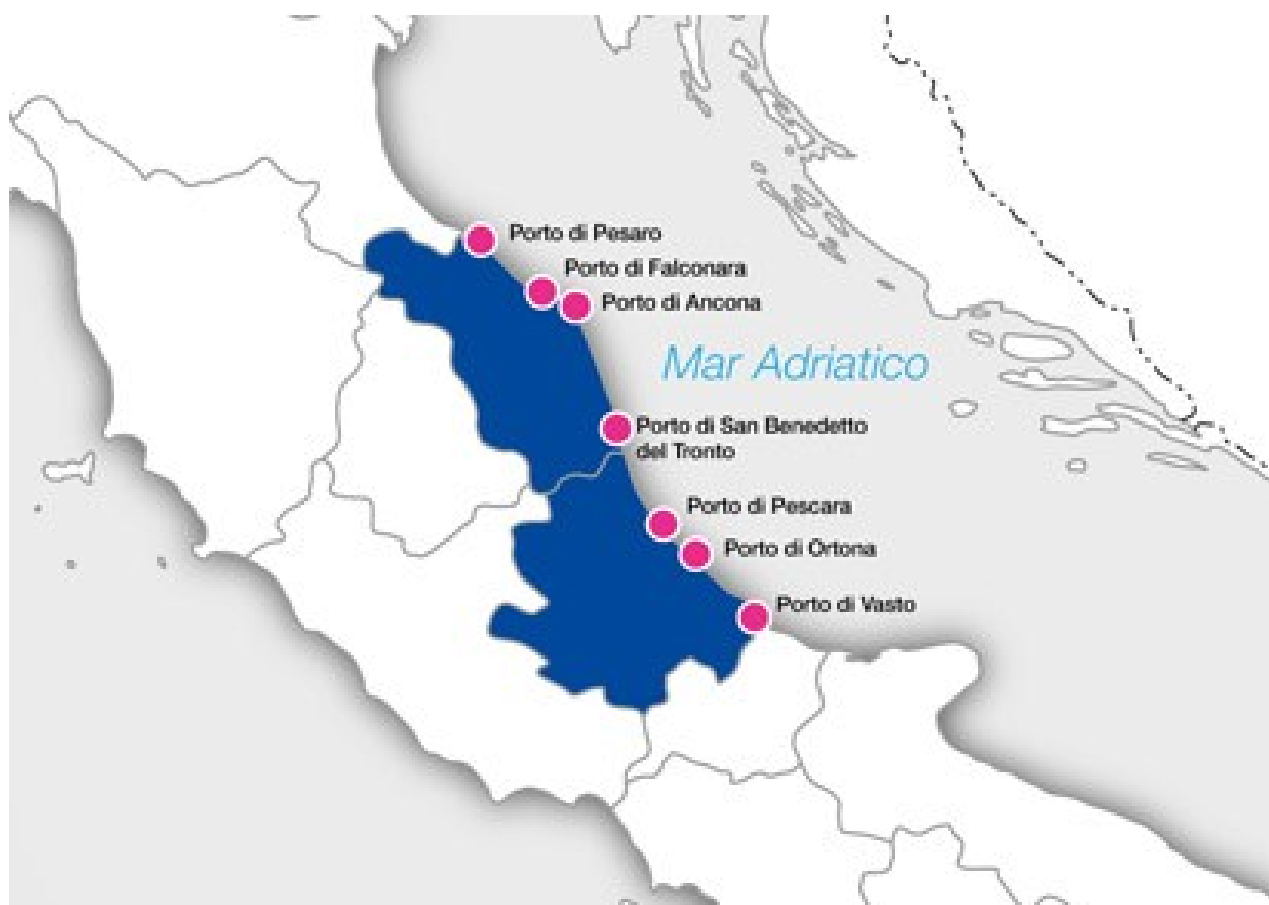 Porto di Pesaro
Porto di Falconara
Porto di Ancona
Mar Adriatico
Porto di San Benedetto
del Tronto
Porto di Pescara
Porto di Ortona
Porto di Vasto